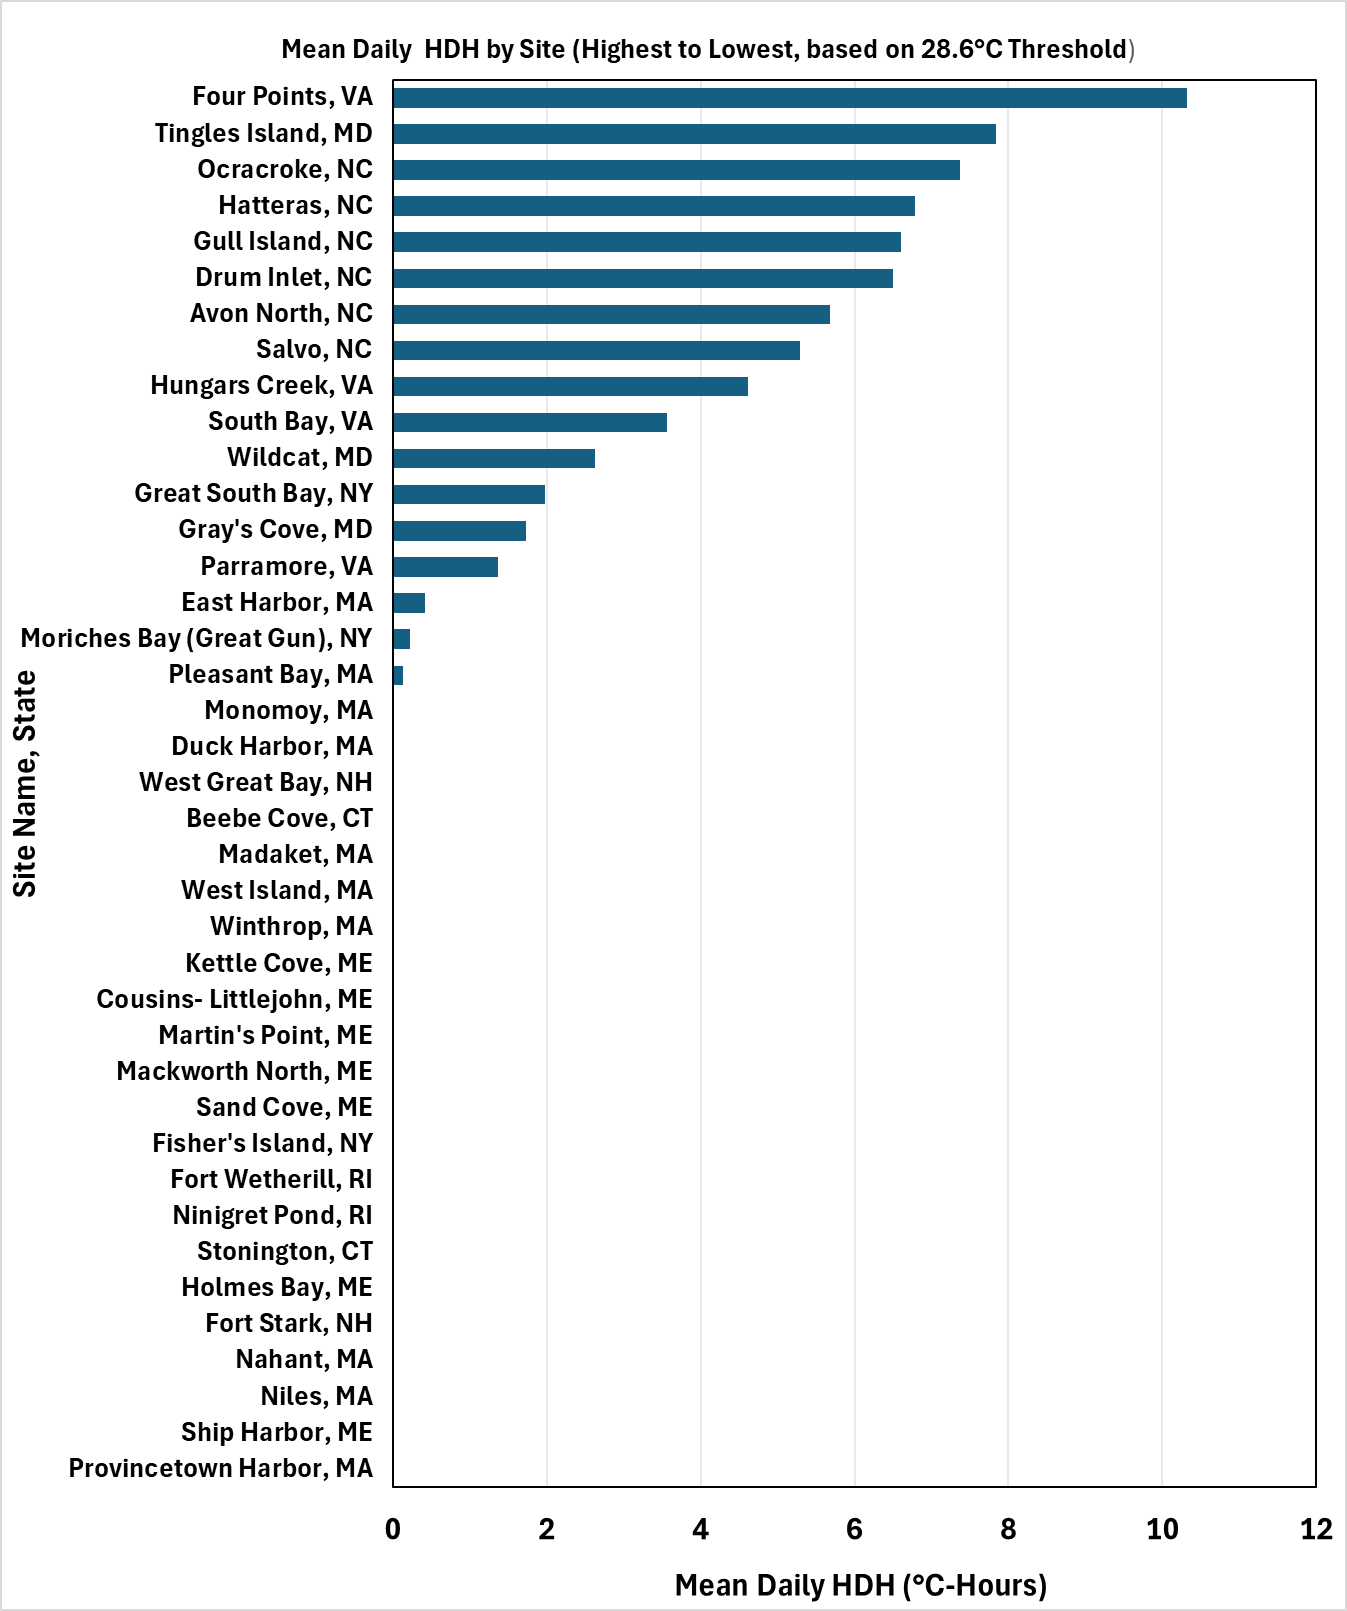 Mean Daily  HDH by Site (Highest to Lowest, based on 28.6°C Threshold)
Four Points, VA
Tingles Island, MD
Ocracroke, NC
Hatteras, NC
Gull Island, NC
Drum Inlet, NC
Avon North, NC
Salvo, NC
Hungars Creek, VA
South Bay, VA
Wildcat, MD
Great South Bay, NY
Gray's Cove, MD
Parramore, VA
East Harbor, MA
Moriches Bay (Great Gun), NY
Pleasant Bay, MA
Monomoy, MA
Duck Harbor, MA
West Great Bay, NH
Beebe Cove, CT
Madaket, MA
West Island, MA
Winthrop, MA
Kettle Cove, ME
Cousins- Littlejohn, ME
Martin's Point, ME
Mackworth North, ME
Sand Cove, ME
Fisher's Island, NY
Fort Wetherill, RI
Ninigret Pond, RI
Stonington, CT
Holmes Bay, ME
Fort Stark, NH
Nahant, MA
Niles, MA
Ship Harbor, ME
Provincetown Harbor, MA
Site Name, State
0 2 4 6 8 10 12
Mean Daily HDH (°C-Hours)